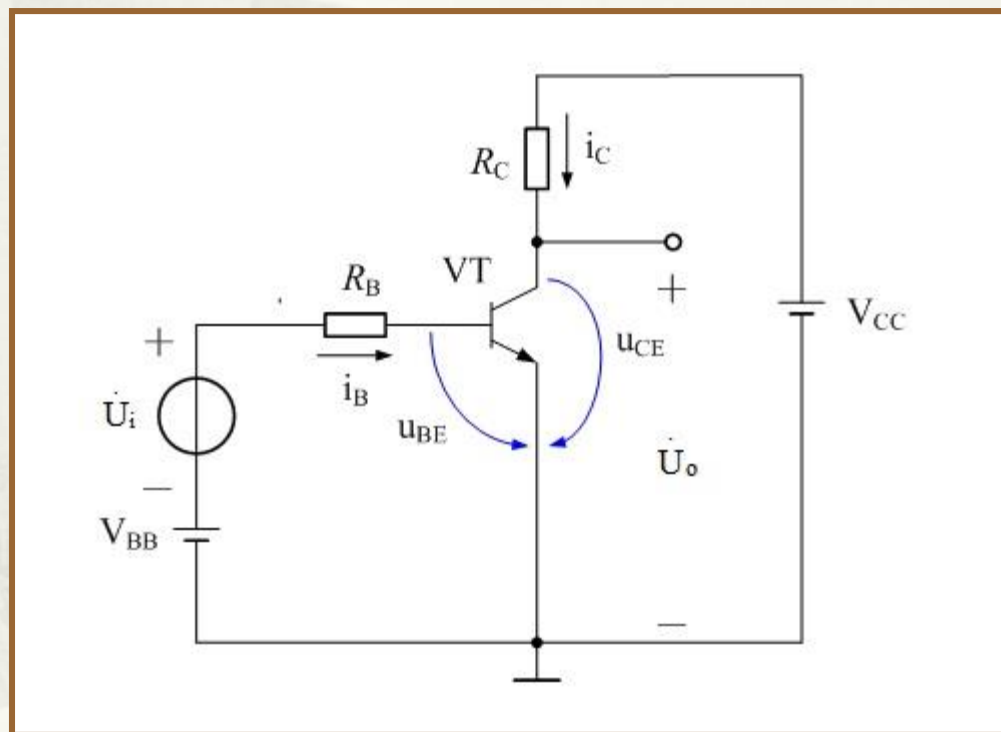 R_C
i_C
VT
R_B
+
+
V_CC
u_CE
i_B
U̇_i
u_BE
U̇_o
—
V_BB
—